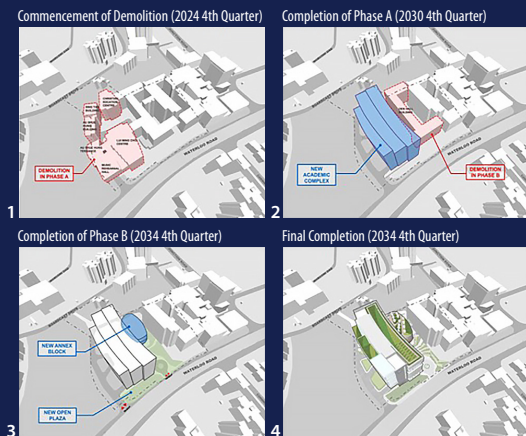 Commencement of Demolition (2024 4th Quarter)
DEMOLITION
IN PHASE A
WATERLOO ROAD
1
Completion of Phase A (2030 4th Quarter)
NEW
ACADEMIC
COMPLEX
DEMOLITION
IN PHASE B
WATERLOO ROAD
2
Completion of Phase B (2034 4th Quarter)
NEW ANNEX
BLOCK
NEW OPEN
PLAZA
WATERLOO ROAD
3
Final Completion (2034 4th Quarter)
WATERLOO ROAD
4